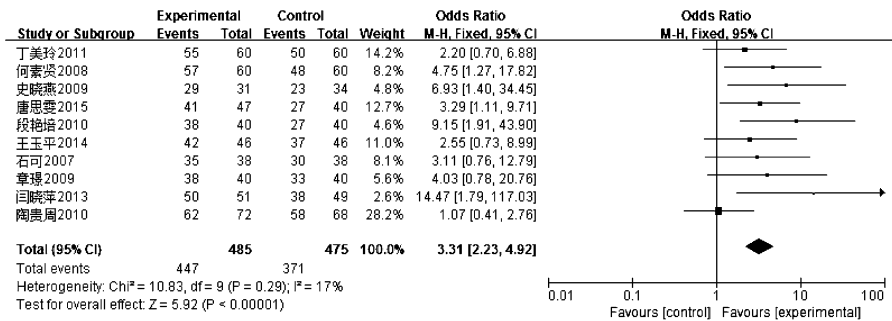 Experimental Control Odds Ratio Odds Ratio
Study or Subgroup Events Total Events Total Weight M-H, Fixed, 95% CI M-H, Fixed, 95% CI
丁美玲2011 55 60 50 60 14.2% 2.20 [0.70, 6.88]
何素贤2008 57 60 48 60 8.2% 4.75 [1.27, 17.82]
史晓燕2009 29 31 23 34 4.8% 6.93 [1.40, 34.45]
唐思雯2015 41 47 27 40 12.7% 3.29 [1.11, 9.71]
段艳培2010 38 40 27 40 4.6% 9.15 [1.91, 43.90]
王玉平2014 42 46 37 46 11.0% 2.55 [0.73, 8.99]
石可2007 35 38 30 38 8.3% 3.11 [0.76, 12.79]
章璟2009 38 40 33 40 5.4% 4.03 [0.78, 20.76]
闫晓萍2013 50 51 38 49 2.6% 14.47 [1.79, 117.03]
陶贵周2010 62 72 58 68 28.2% 1.07 [0.41, 2.76]
Total (95% CI) 485 475 100.0% 3.31 [2.23, 4.92]
Total events 447 371
Heterogeneity: Chi² = 10.83, df = 9 (P = 0.29); I² = 17%
Test for overall effect: Z = 5.92 (P < 0.00001)
0.01 0.1 1 10 100
Favours [control] Favours [experimental]